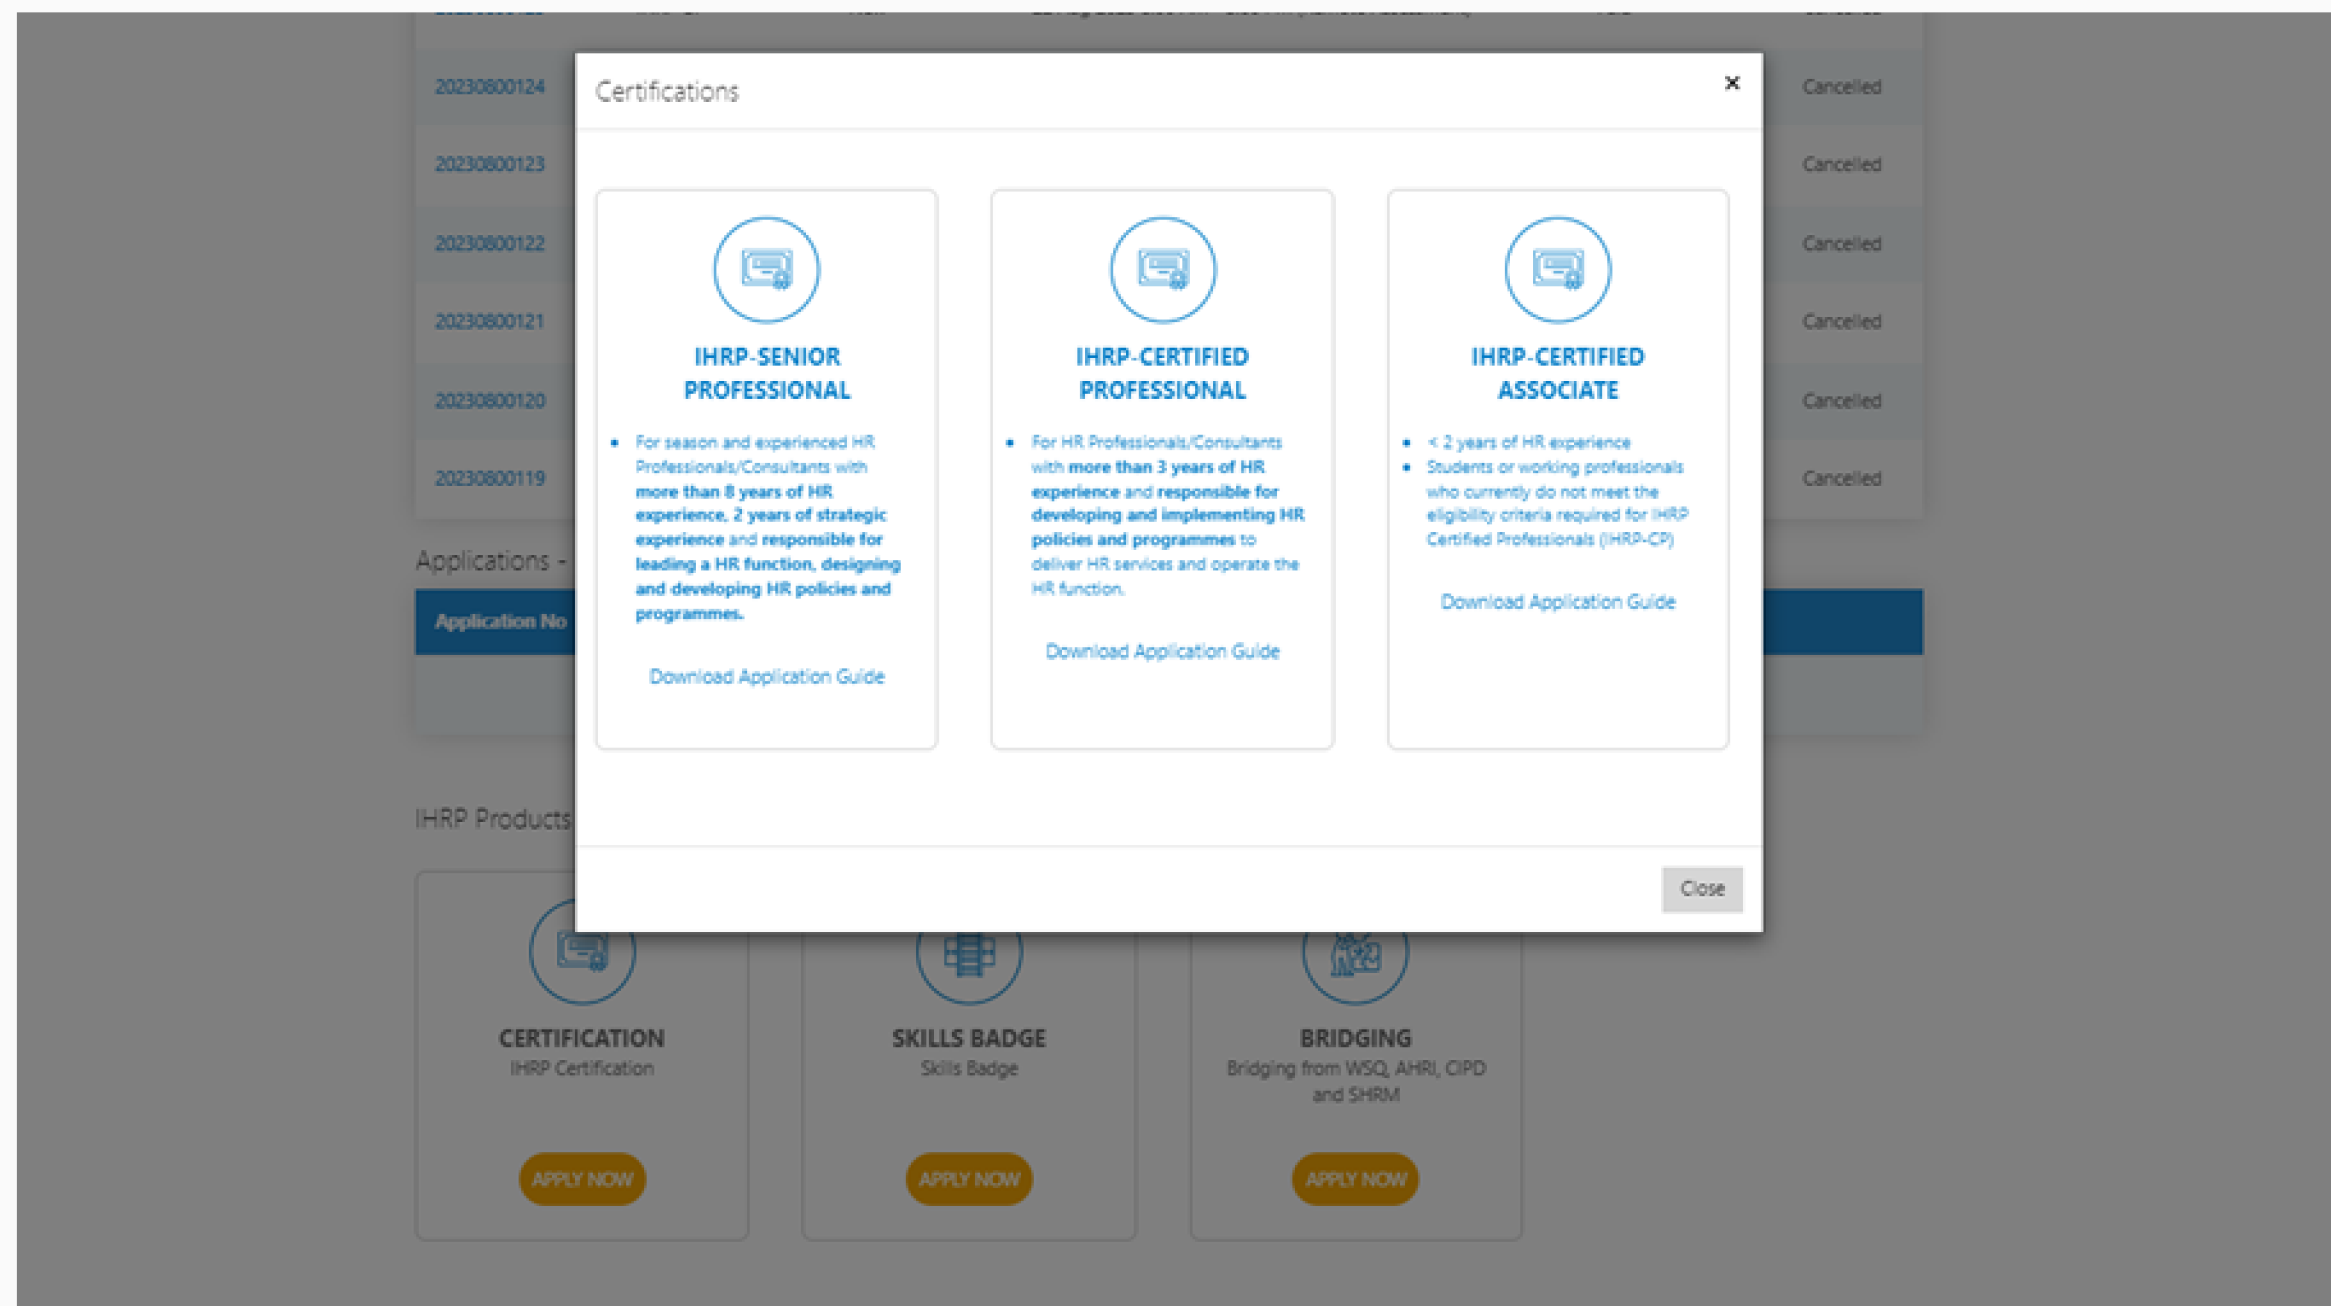 Certifications
×
20230800124
Cancelled
20230800123
Cancelled
20230800122
Cancelled
20230800121
Cancelled
20230800120
Cancelled
20230800119
Cancelled
IHRP-SENIOR
PROFESSIONAL
• For season and experienced HR
Professionals/Consultants with
more than 8 years of HR
experience, 2 years of strategic
experience and responsible for
leading a HR function, designing
and developing HR policies and
programmes.
Download Application Guide
IHRP-CERTIFIED
PROFESSIONAL
• For HR Professionals/Consultants
with more than 3 years of HR
experience and responsible for
developing and implementing HR
policies and programmes to
deliver HR services and operate the
HR function.
Download Application Guide
IHRP-CERTIFIED
ASSOCIATE
• < 2 years of HR experience
• Students or working professionals
who currently do not meet the
eligibility criteria required for IHRP
Certified Professionals (IHRP-CP)
Download Application Guide
Close
Applications -
Application No
IHRP Products
CERTIFICATION
IHRP Certification
APPLY NOW
SKILLS BADGE
Skills Badge
APPLY NOW
BRIDGING
Bridging from WSQ, AHRI, CIPD
and SHRM
APPLY NOW